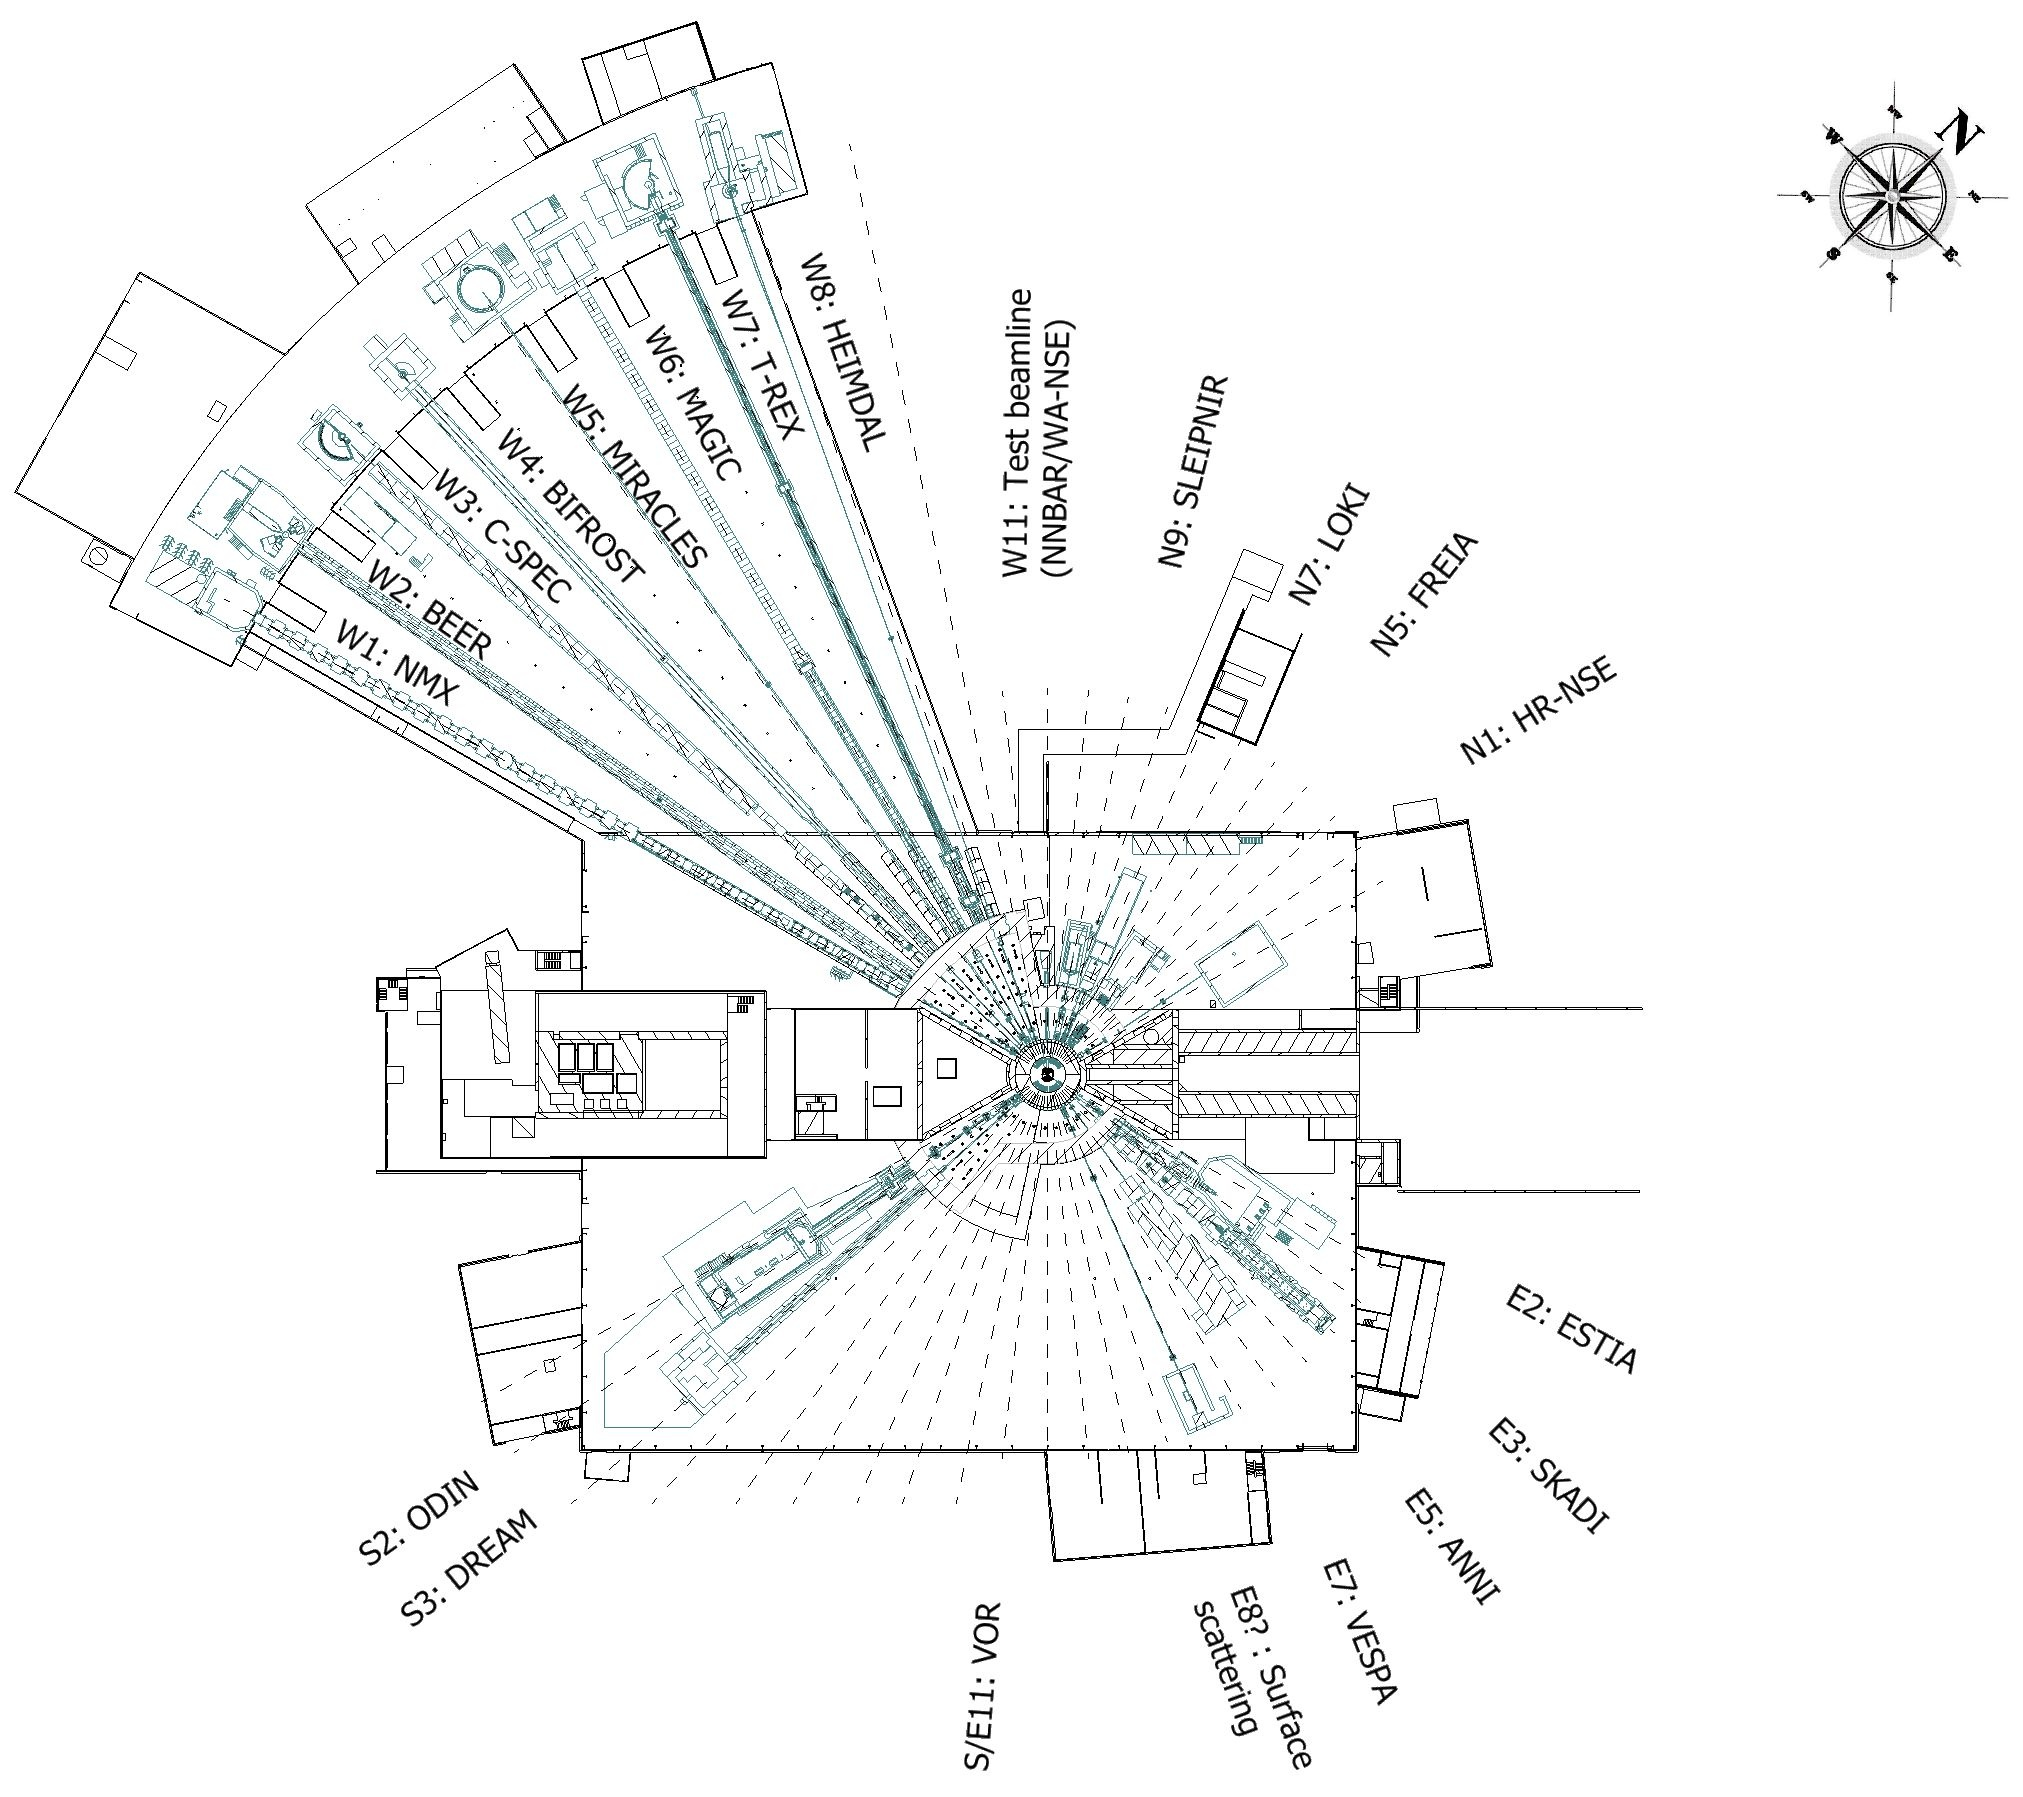 N
W
E
S
W8: HEIMDAL
W7: T-REX
W6: MAGIC
W5: MIRACLES
W4: BIFROST
W3: C-SPEC
W2: BEER
W1: NMX
W11: Test beamline
(NNBAR/WA-NSE)
N9: SLEIPNIR
N7: LOKI
N5: FREIA
N1: HR-NSE
E2: ESTIA
E3: SKADI
E5: ANNI
E7: VESPA
E8? : Surface
scattering
S/E11: VOR
S2: ODIN
S3: DREAM